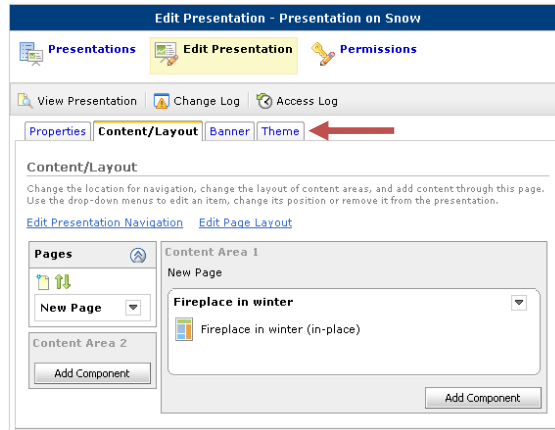 Edit Presentation - Presentation on Snow
Presentations Edit Presentation Permissions
View Presentation Change Log Access Log
Properties Content/Layout Banner Theme
Content/Layout
Change the location for navigation, change the layout of content areas, and add content through this page.
Use the drop-down menus to edit an item, change its position or remove it from the presentation.
Edit Presentation Navigation Edit Page Layout
Pages
New Page
Content Area 2
Add Component
Content Area 1
New Page
Fireplace in winter
Fireplace in winter (in-place)
Add Component